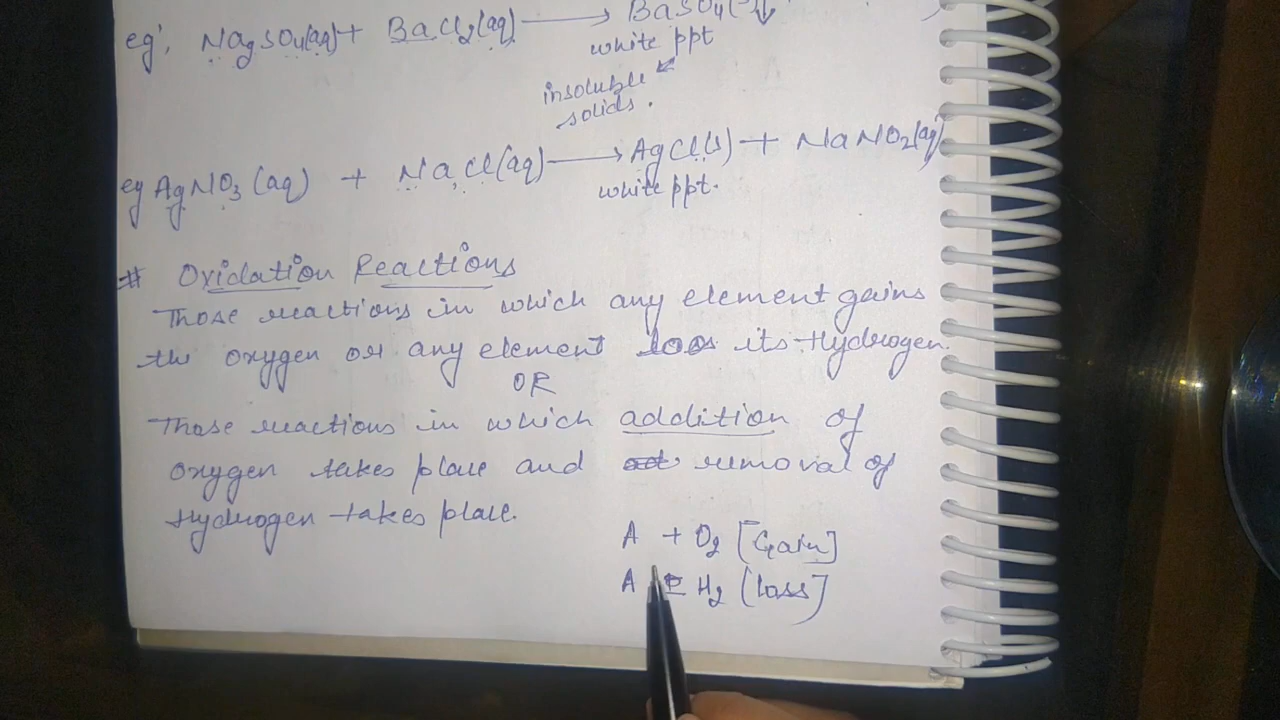 eg', Na2SO4(aq) + BaCl2(aq) → BaSO4 ↓
white ppt
insoluble
solids.
eg AgNO3 (aq) + NaCl(aq) → AgCl(s) + NaNO2(aq)
white ppt.
# Oxidation Reactions
Those reactions in which any element gains
the oxygen or any element loos its Hydrogen.
OR
Those reactions in which addition of
oxygen takes place and removal of
Hydrogen takes place.
A + O2 [Gain]
A H2 (loss]